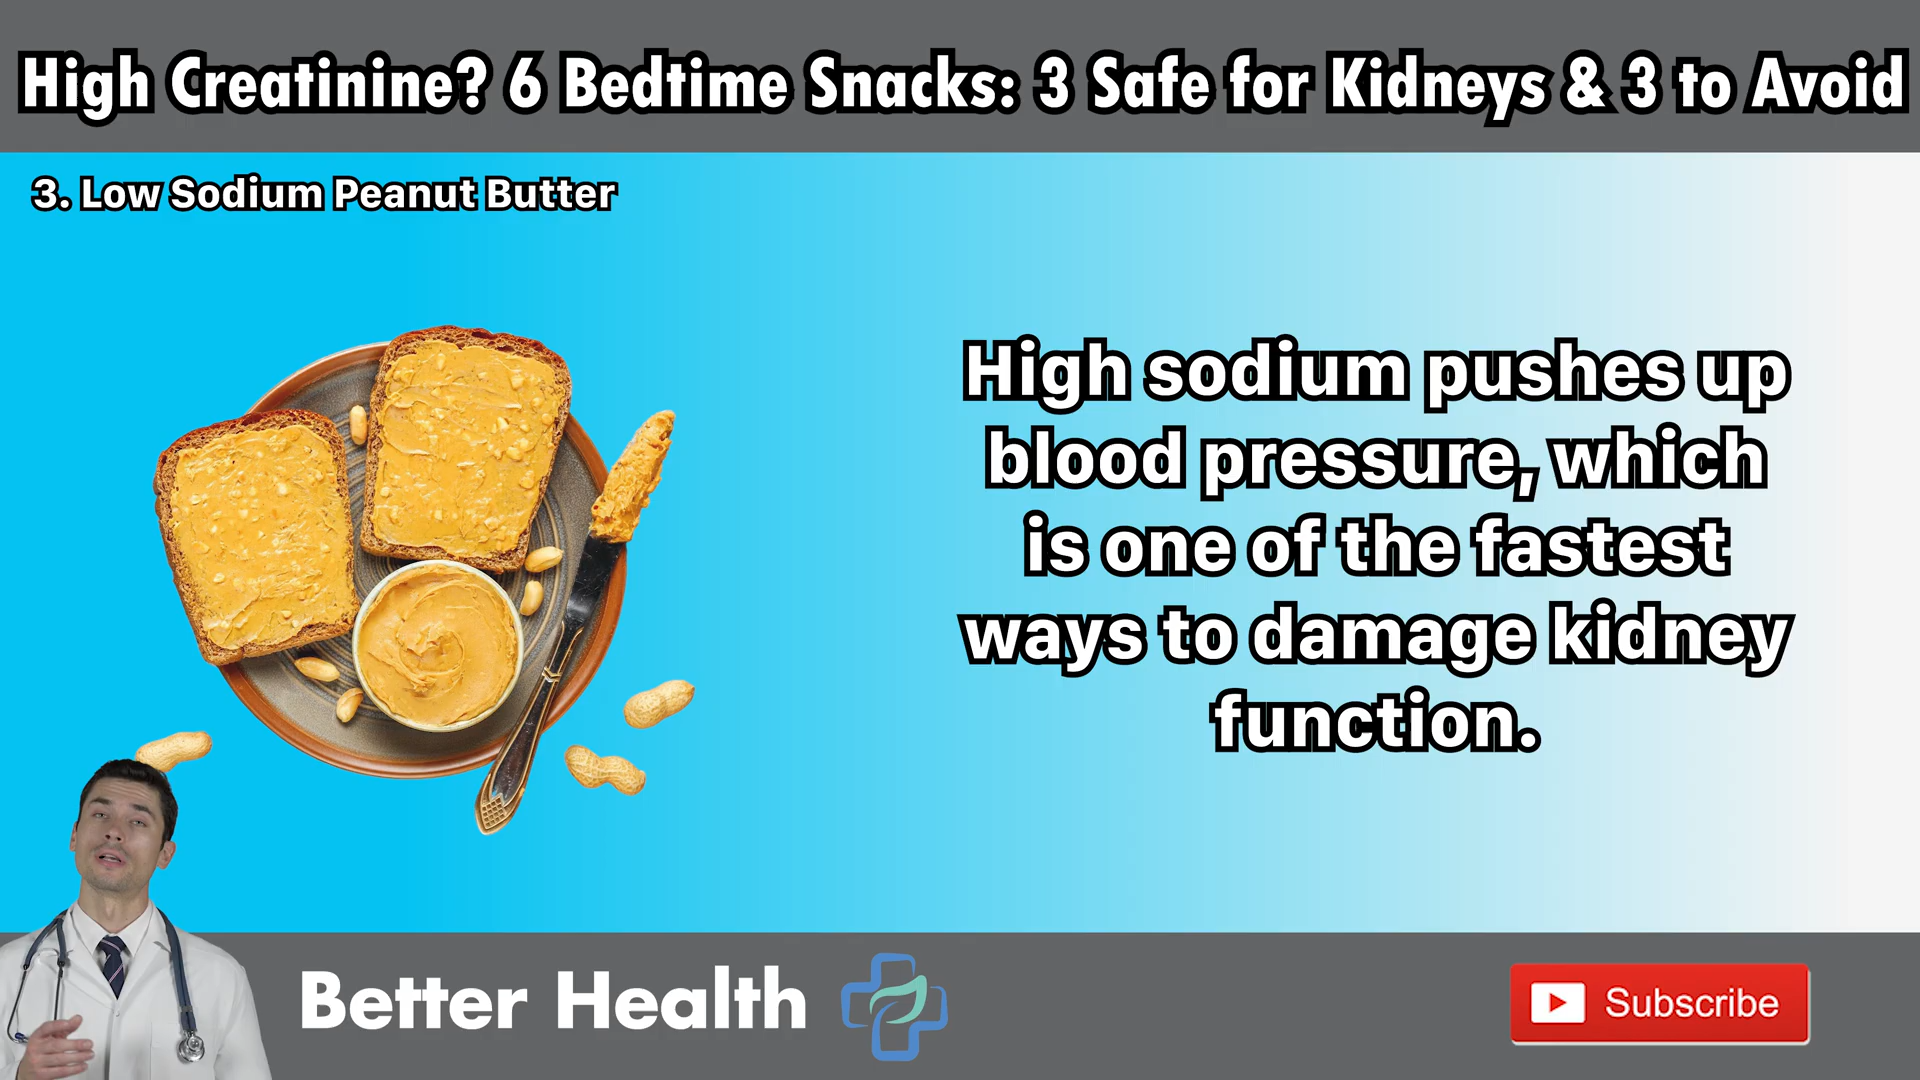 High Creatinine? 6 Bedtime Snacks: 3 Safe for Kidneys & 3 to Avoid
3. Low Sodium Peanut Butter
High sodium pushes up
blood pressure, which
is one of the fastest
ways to damage kidney
function.
Better Health
Subscribe